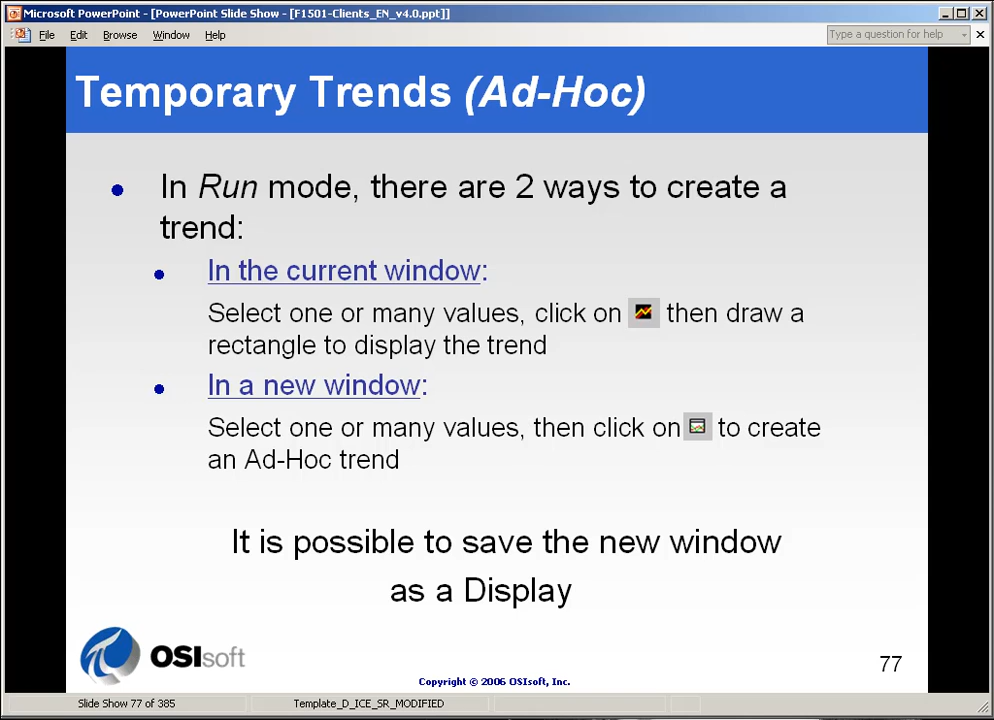 Microsoft PowerPoint - [PowerPoint Slide Show - [F1501-Clients_EN_v4.0.ppt]]
File Edit Browse Window Help
Type a question for help
Temporary Trends (Ad-Hoc)
• In Run mode, there are 2 ways to create a
trend:
• In the current window:
Select one or many values, click on then draw a
rectangle to display the trend
• In a new window:
Select one or many values, then click on to create
an Ad-Hoc trend
It is possible to save the new window
as a Display
OSIsoft
77
Copyright © 2006 OSIsoft, Inc.
Slide Show 77 of 385 Template_D_ICE_SR_MODIFIED